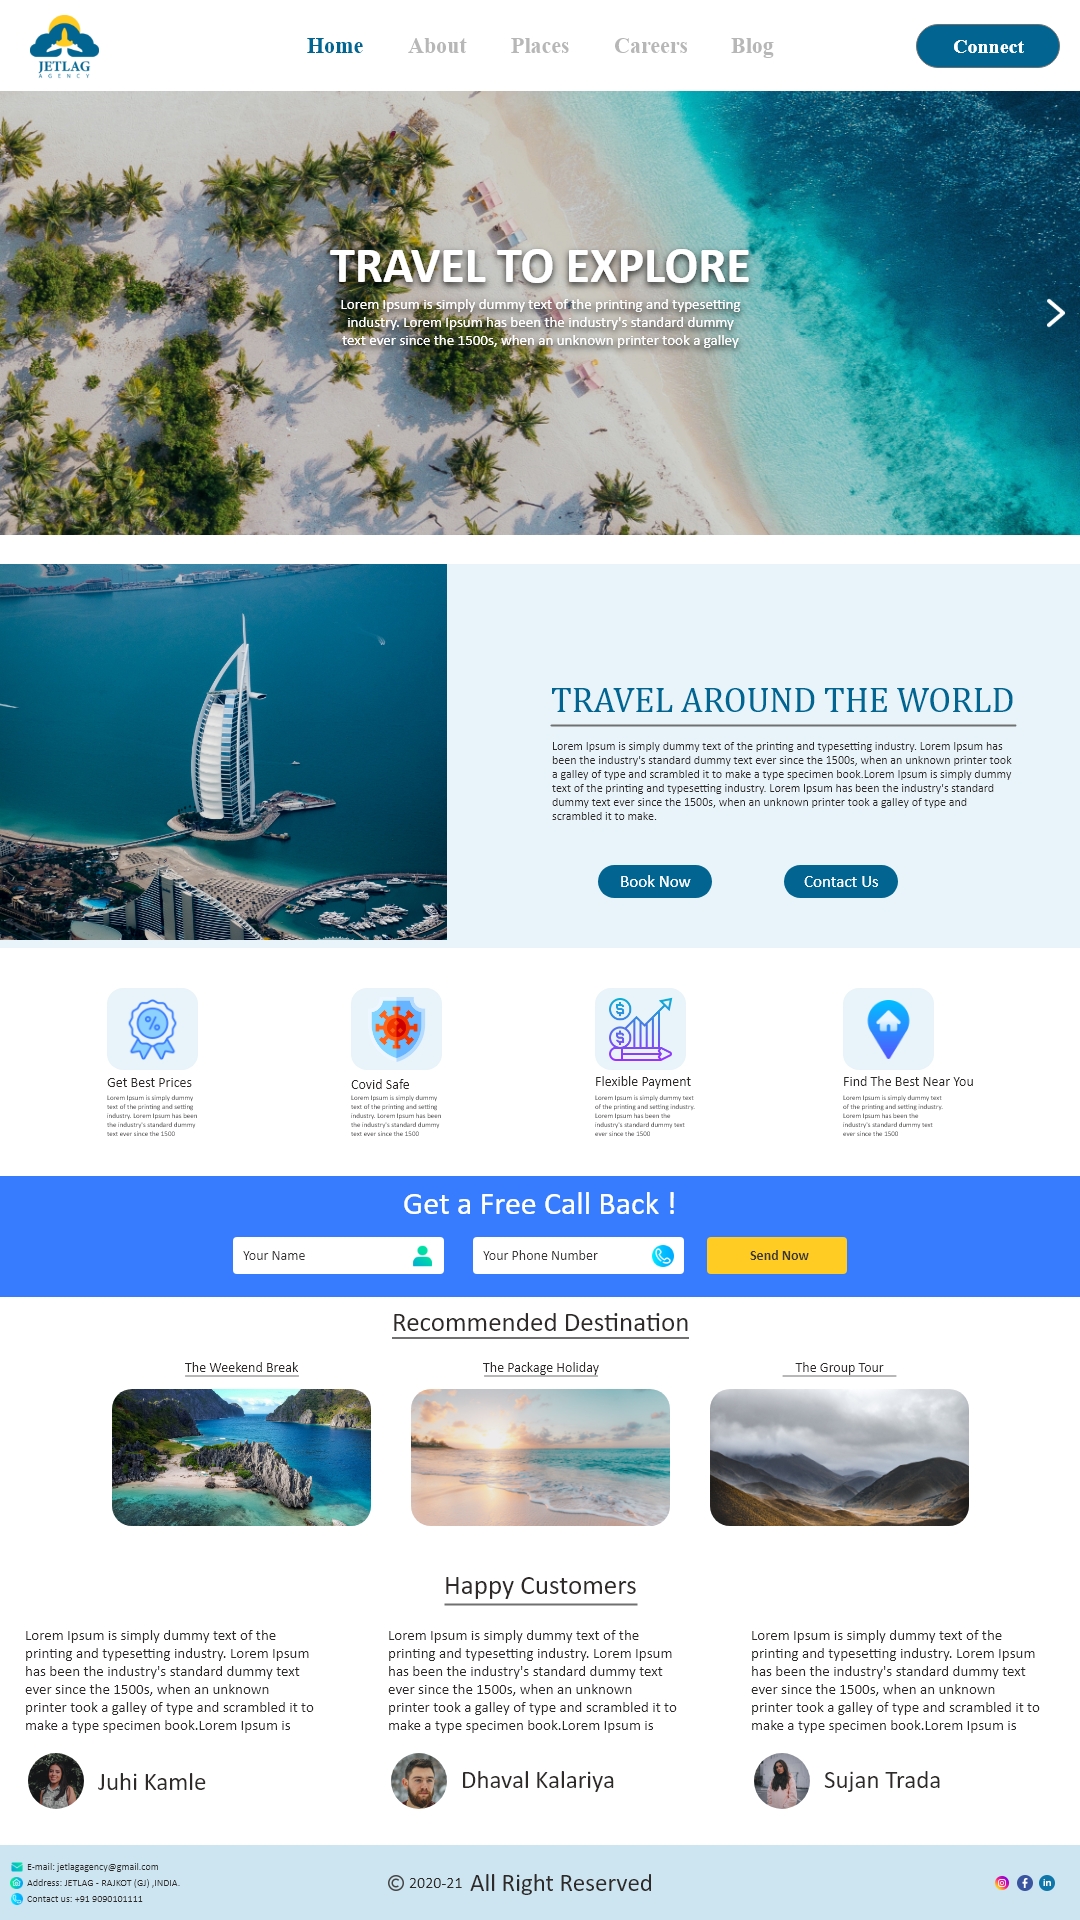 JETLAG
AGENCY
Home
About
Places
Careers
Blog
Connect
TRAVEL TO EXPLORE
Lorem Ipsum is simply dummy text of the printing and typesetting
industry. Lorem Ipsum has been the industry's standard dummy
text ever since the 1500s, when an unknown printer took a galley
TRAVEL AROUND THE WORLD
Lorem Ipsum is simply dummy text of the printing and typesetting industry. Lorem Ipsum has
been the industry's standard dummy text ever since the 1500s, when an unknown printer took
a galley of type and scrambled it to make a type specimen book.Lorem Ipsum is simply dummy
text of the printing and typesetting industry. Lorem Ipsum has been the industry's standard
dummy text ever since the 1500s, when an unknown printer took a galley of type and
scrambled it to make.
Book Now
Contact Us
Get Best Prices
Lorem Ipsum is simply dummy
text of the printing and setting
industry. Lorem Ipsum has been
the industry's standard dummy
text ever since the 1500
Covid Safe
Lorem Ipsum is simply dummy
text of the printing and setting
industry. Lorem Ipsum has been
the industry's standard dummy
text ever since the 1500
Flexible Payment
Lorem Ipsum is simply dummy text
of the printing and setting industry.
Lorem Ipsum has been the
industry's standard dummy text
ever since the 1500
Find The Best Near You
Lorem Ipsum is simply dummy text
of the printing and setting industry.
Lorem Ipsum has been the
industry's standard dummy text
ever since the 1500
Get a Free Call Back !
Your Name
Your Phone Number
Send Now
Recommended Destination
The Weekend Break
The Package Holiday
The Group Tour
Happy Customers
Lorem Ipsum is simply dummy text of the
printing and typesetting industry. Lorem Ipsum
has been the industry's standard dummy text
ever since the 1500s, when an unknown
printer took a galley of type and scrambled it to
make a type specimen book.Lorem Ipsum is
Juhi Kamle
Lorem Ipsum is simply dummy text of the
printing and typesetting industry. Lorem Ipsum
has been the industry's standard dummy text
ever since the 1500s, when an unknown
printer took a galley of type and scrambled it to
make a type specimen book.Lorem Ipsum is
Dhaval Kalariya
Lorem Ipsum is simply dummy text of the
printing and typesetting industry. Lorem Ipsum
has been the industry's standard dummy text
ever since the 1500s, when an unknown
printer took a galley of type and scrambled it to
make a type specimen book.Lorem Ipsum is
Sujan Trada
E-mail: jetlagagency@gmail.com
Address: JETLAG - RAJKOT (GJ) ,INDIA.
Contact us: +91 9090101111
© 2020-21 All Right Reserved